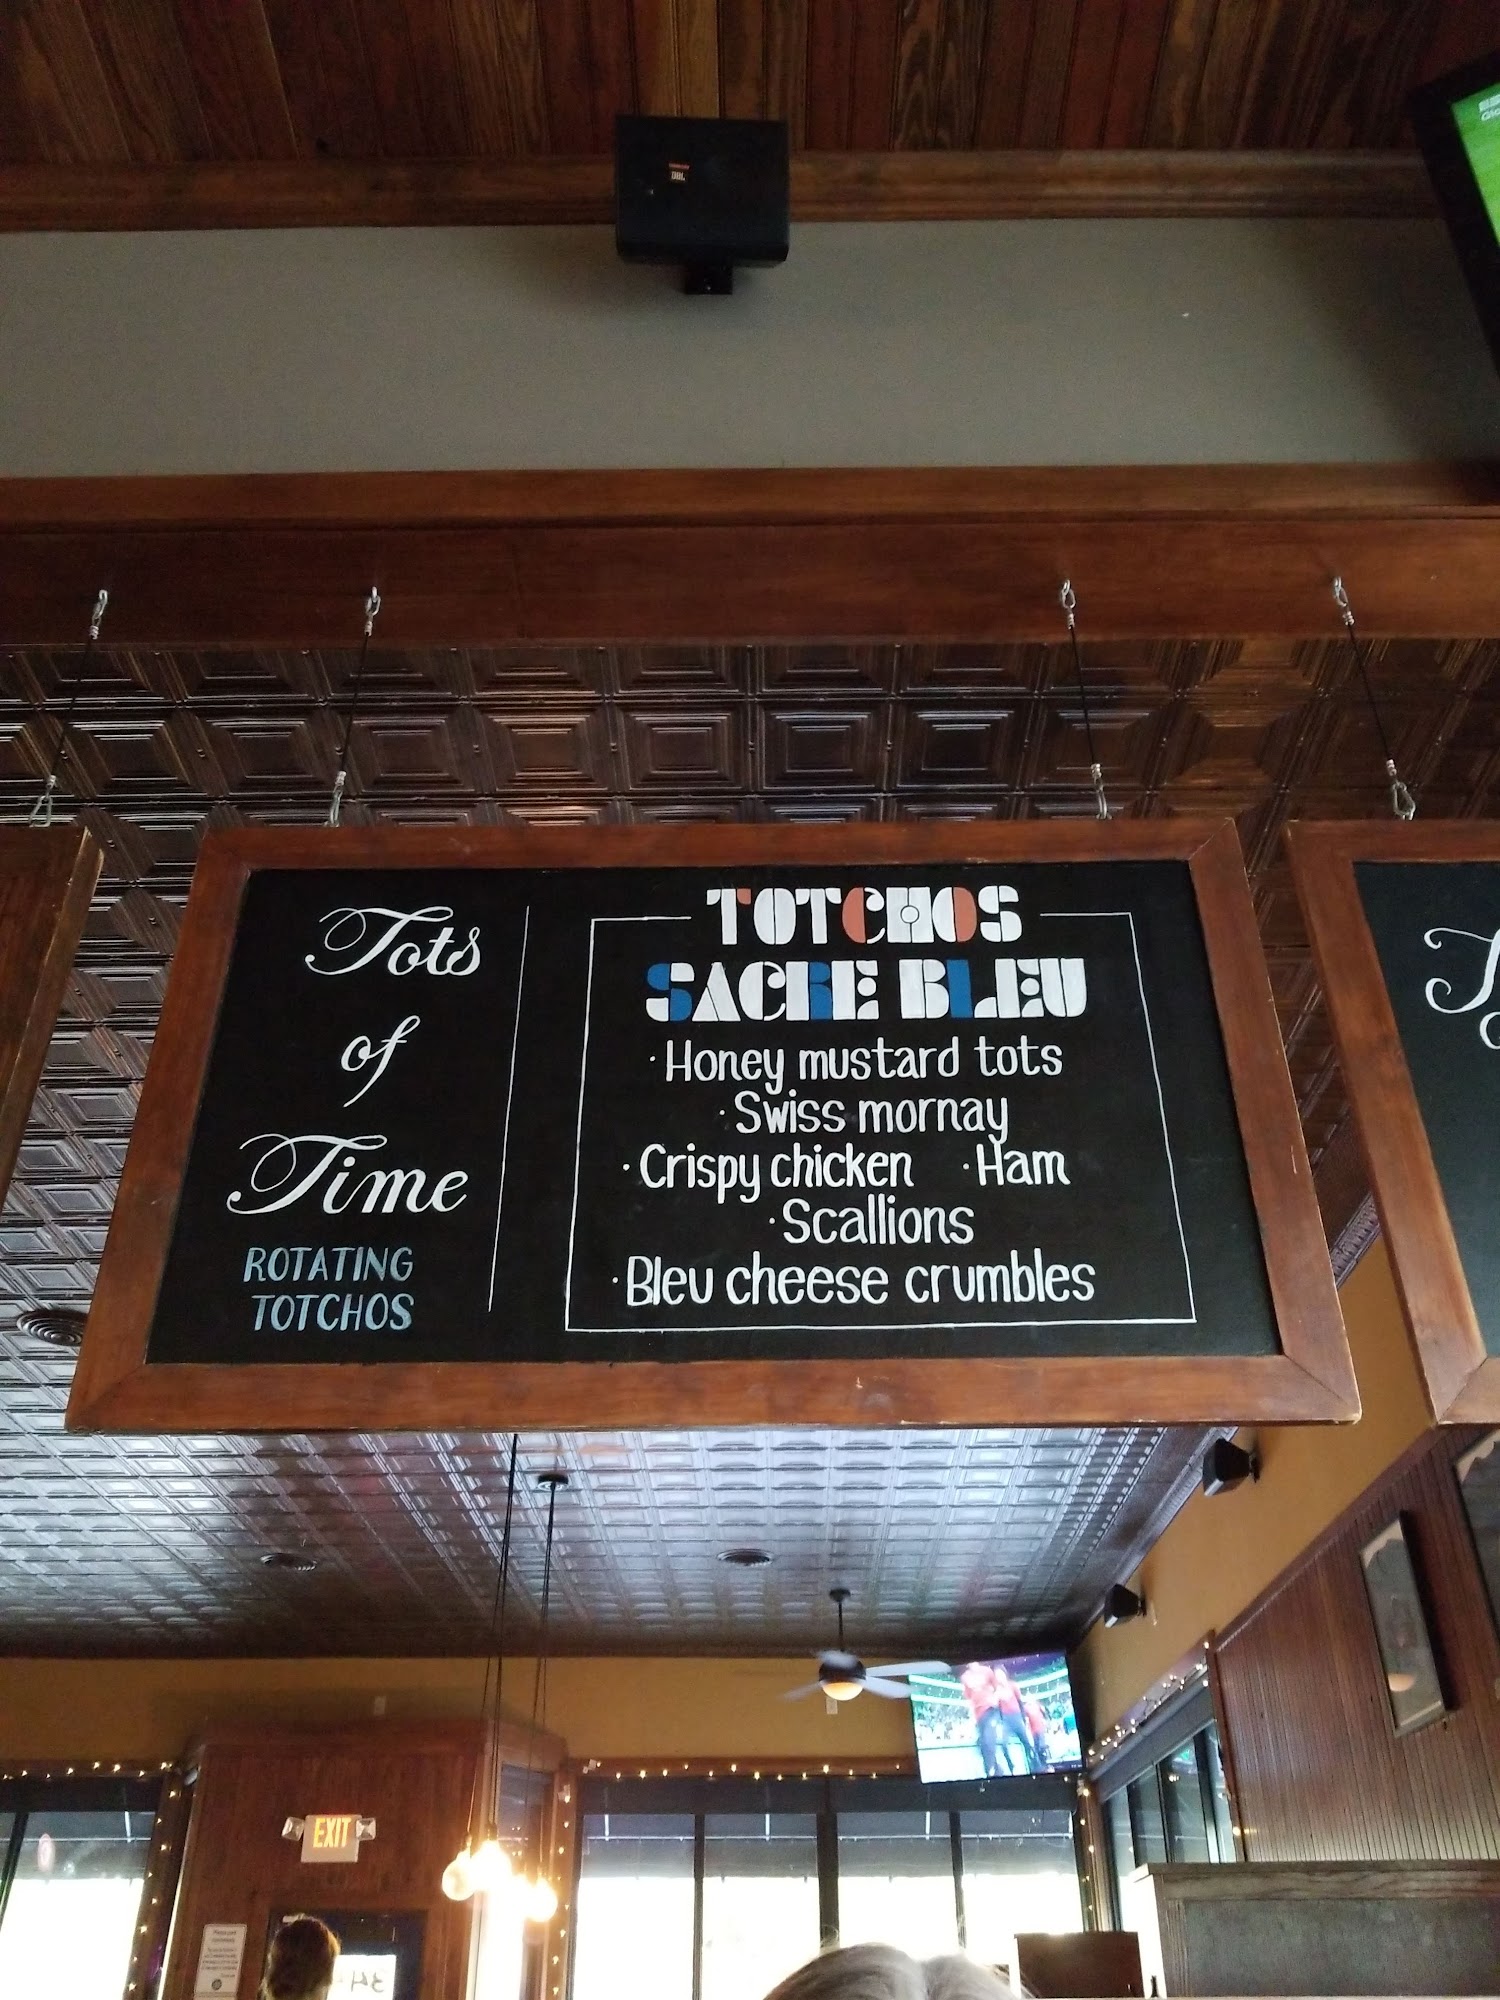 JBL
Tots
of
Time
ROTATING
TOTCHOS
TOTCHOS
SACRE BLEU
· Honey mustard tots
· Swiss mornay
· Crispy chicken · Ham
· Scallions
· Bleu cheese crumbles
EXIT